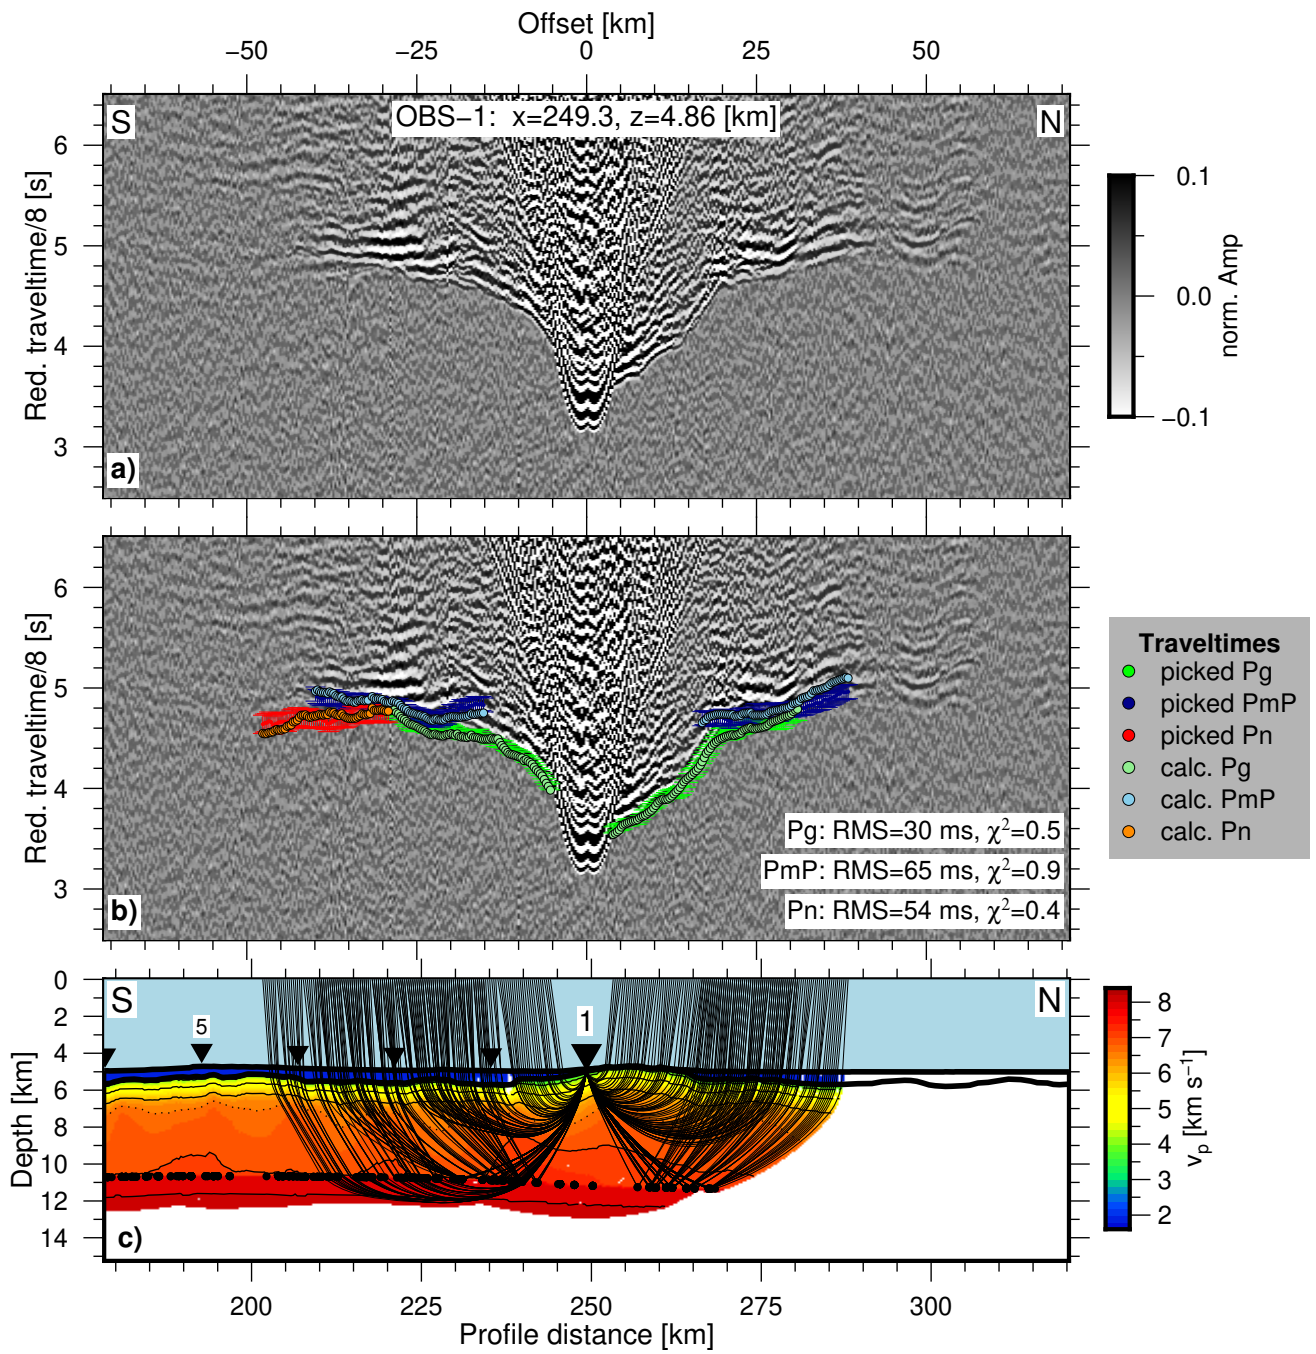 Offset [km]
−50 −25 0 25 50
S
OBS−1: x=249.3, z=4.86 [km]
N
Red. traveltime/8 [s]
6
5
4
3
a)
0.1
0.0
−0.1
norm. Amp
Red. traveltime/8 [s]
6
5
4
3
b)
Pg: RMS=30 ms, χ²=0.5
PmP: RMS=65 ms, χ²=0.9
Pn: RMS=54 ms, χ²=0.4
Traveltimes
picked Pg
picked PmP
picked Pn
calc. Pg
calc. PmP
calc. Pn
Depth [km]
0
2
4
6
8
10
12
14
S
5
1
N
c)
8
7
6
5
4
3
2
vₚ [km s⁻¹]
200 225 250 275 300
Profile distance [km]